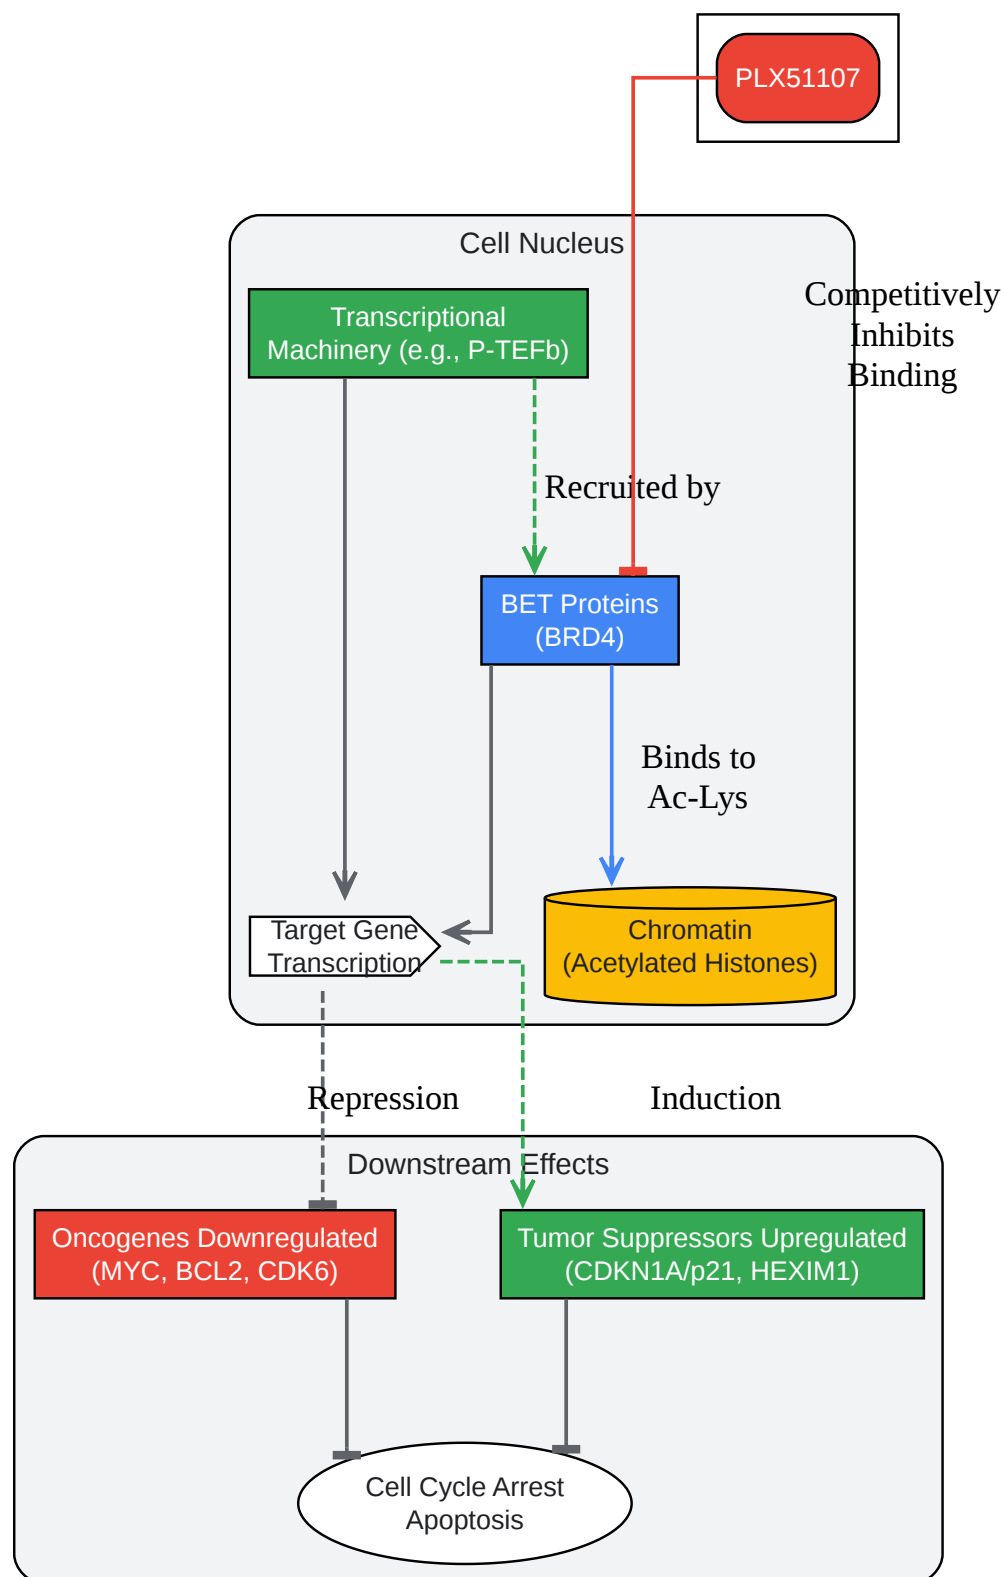 PLX51107
Cell Nucleus
Competitively
Inhibits
Binding
Transcriptional
Machinery (e.g., P-TEFb)
Recruited by
BET Proteins
(BRD4)
Binds to
Ac-Lys
Target Gene
Transcription
Chromatin
(Acetylated Histones)
Repression
Induction
Downstream Effects
Oncogenes Downregulated
(MYC, BCL2, CDK6)
Tumor Suppressors Upregulated
(CDKN1A/p21, HEXIM1)
Cell Cycle Arrest
Apoptosis